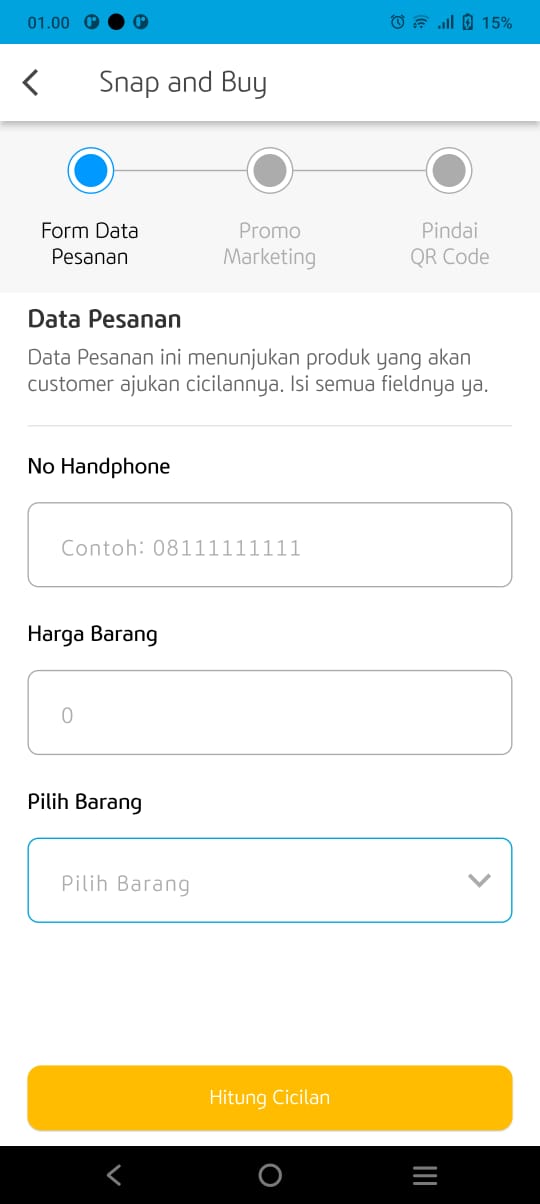 01.00
15%
Snap and Buy
Form Data
Pesanan
Promo
Marketing
Pindai
QR Code
Data Pesanan
Data Pesanan ini menunjukan produk yang akan
customer ajukan cicilannya. Isi semua fieldnya ya.
No Handphone
Contoh: 08111111111
Harga Barang
0
Pilih Barang
Pilih Barang
Hitung Cicilan